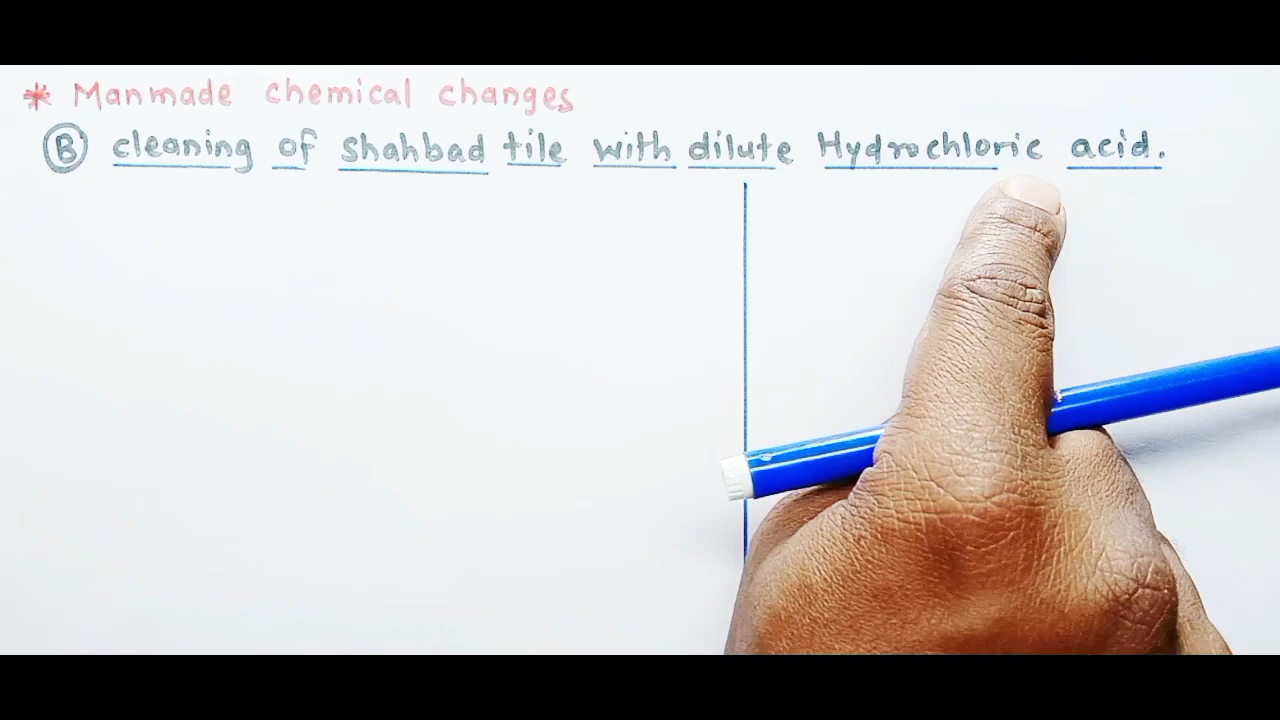 * Manmade chemical changes
B cleaning of shahbad tile with dilute Hydrochloric acid.